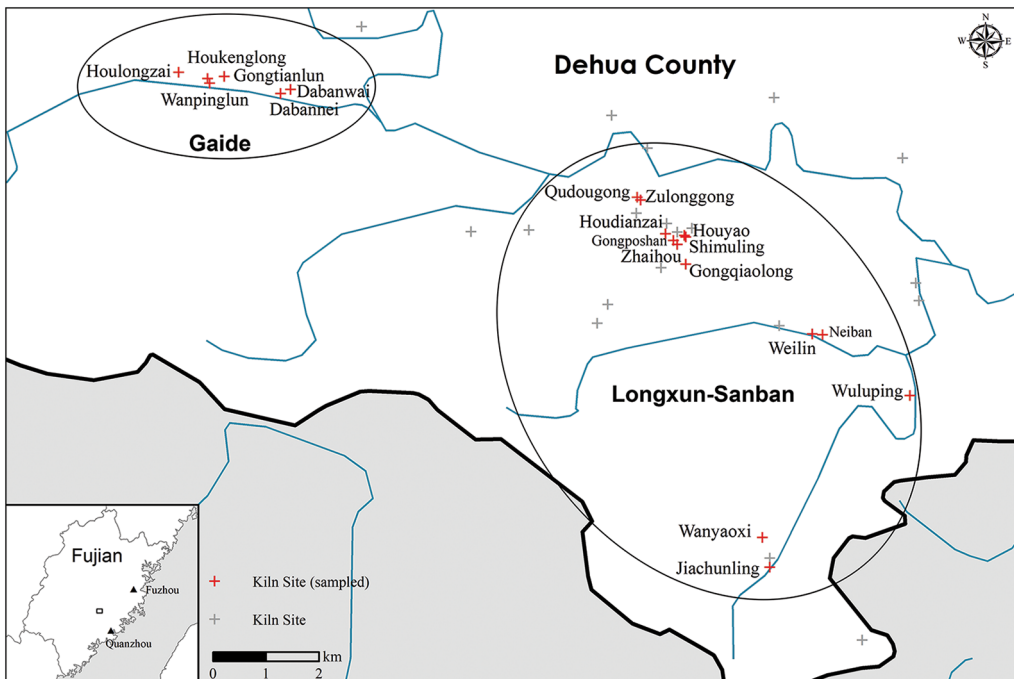 N
W
E
S
Dehua County
Houkenglong
Houlongzai
Gongtianlun
Dabanwai
Wanpinglun
Dabannei
Gaide
Qudougong
Zulonggong
Houdianzai
Houyao
Gongposhan
Shimuling
Zhaihou
Gongqiaolong
Weilin
Neiban
Longxun-Sanban
Wuluping
Wanyaoxi
Jiachunling
Fujian
Fuzhou
Quanzhou
Kiln Site (sampled)
Kiln Site
km
0
1
2